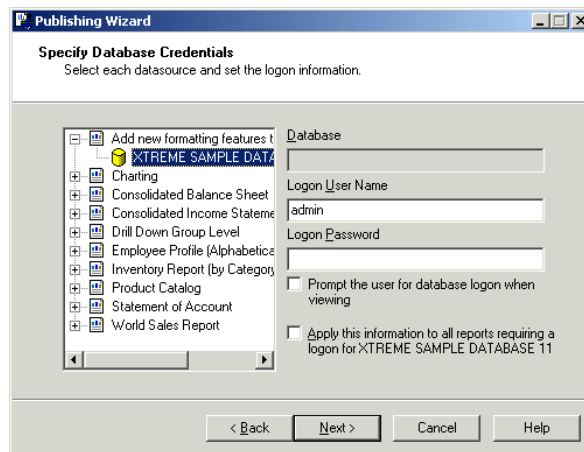 Publishing Wizard
Specify Database Credentials
Select each datasource and set the logon information.
Add new formatting features t
XTREME SAMPLE DATA
Charting
Consolidated Balance Sheet
Consolidated Income Stateme
Drill Down Group Level
Employee Profile (Alphabetica
Inventory Report (by Category
Product Catalog
Statement of Account
World Sales Report
Database
Logon User Name
admin
Logon Password
Prompt the user for database logon when
viewing
Apply this information to all reports requiring a
logon for XTREME SAMPLE DATABASE 11
< Back
Next >
Cancel
Help